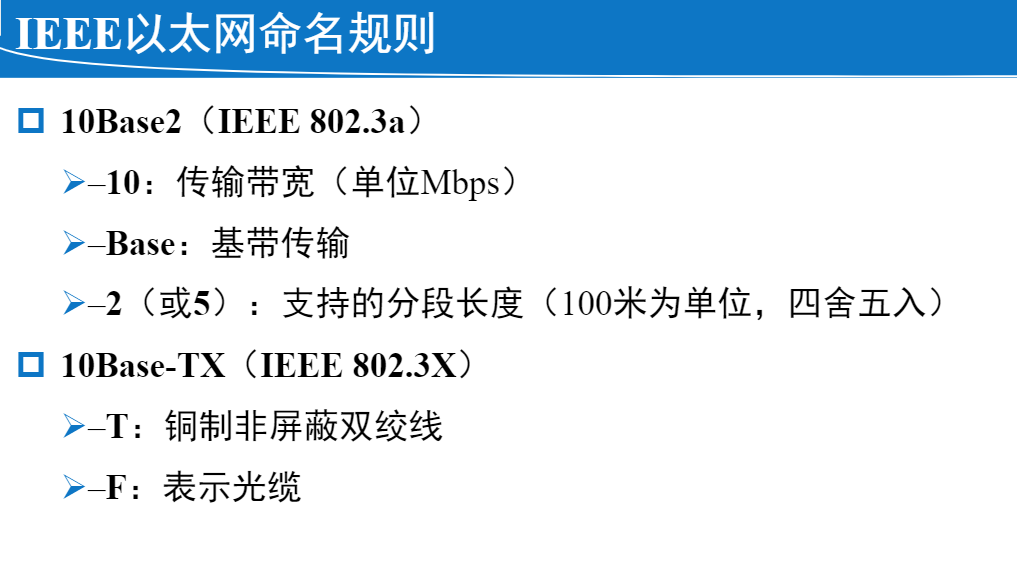 IEEE以太网命名规则
10Base2（IEEE 802.3a）
–10：传输带宽（单位Mbps）
–Base：基带传输
–2（或5）：支持的分段长度（100米为单位，四舍五入）
10Base-TX（IEEE 802.3X）
–T：铜制非屏蔽双绞线
–F：表示光缆